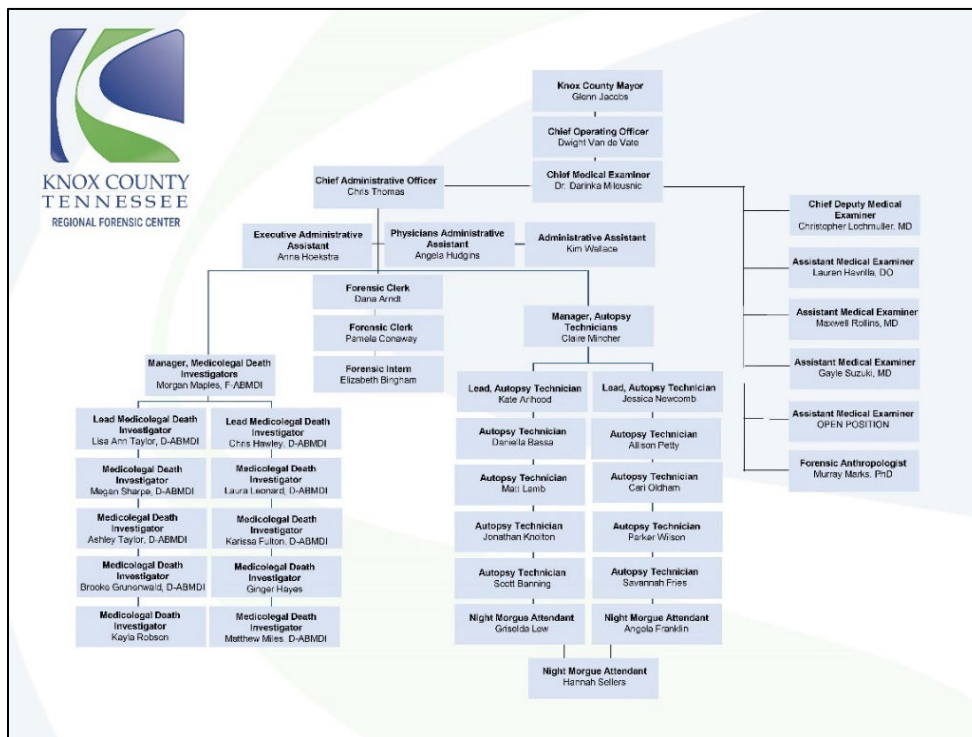 KNOX COUNTY
TENNESSEE
REGIONAL FORENSIC CENTER
Knox County Mayor
Glenn Jacobs
Chief Operating Officer
Dwight Van de Vate
Chief Medical Examiner
Dr. Darinka Mileusnic
Chief Administrative Officer
Chris Thomas
Executive Administrative
Assistant
Anna Hoekstra
Physicians Administrative
Assistant
Angela Hudgins
Administrative Assistant
Kim Wallace
Chief Deputy Medical
Examiner
Christopher Lochmuller, MD
Assistant Medical Examiner
Lauren Havrilla, DO
Assistant Medical Examiner
Maxwell Rollins, MD
Assistant Medical Examiner
Gayle Suzuki, MD
Assistant Medical Examiner
OPEN POSITION
Forensic Anthropologist
Murray Marks, PhD
Forensic Clerk
Dana Arndt
Forensic Clerk
Pamela Conaway
Forensic Intern
Elizabeth Bingham
Manager, Medicolegal Death
Investigators
Morgan Maples, F-ABMDI
Lead Medicolegal Death
Investigator
Lisa Ann Taylor, D-ABMDI
Medicolegal Death
Investigator
Megan Sharpe, D-ABMDI
Medicolegal Death
Investigator
Ashley Taylor, D-ABMDI
Medicolegal Death
Investigator
Brooke Grunenwald, D-ABMDI
Medicolegal Death
Investigator
Kayla Robson
Lead Medicolegal Death
Investigator
Chris Hawley, D-ABMDI
Medicolegal Death
Investigator
Laura Leonard, D-ABMDI
Medicolegal Death
Investigator
Karissa Fulton, D-ABMDI
Medicolegal Death
Investigator
Ginger Hayes
Medicolegal Death
Investigator
Matthew Miles, D-ABMDI
Manager, Autopsy
Technicians
Claire Mincher
Lead, Autopsy Technician
Kate Arihood
Autopsy Technician
Daniella Bassa
Autopsy Technician
Matt Lamb
Autopsy Technician
Jonathan Knolton
Autopsy Technician
Scott Banning
Night Morgue Attendant
Griselda Lew
Lead, Autopsy Technician
Jessica Newcomb
Autopsy Technician
Allison Petty
Autopsy Technician
Cari Oldham
Autopsy Technician
Parker Wilson
Autopsy Technician
Savannah Fries
Night Morgue Attendant
Angela Franklin
Night Morgue Attendant
Hannah Sellers